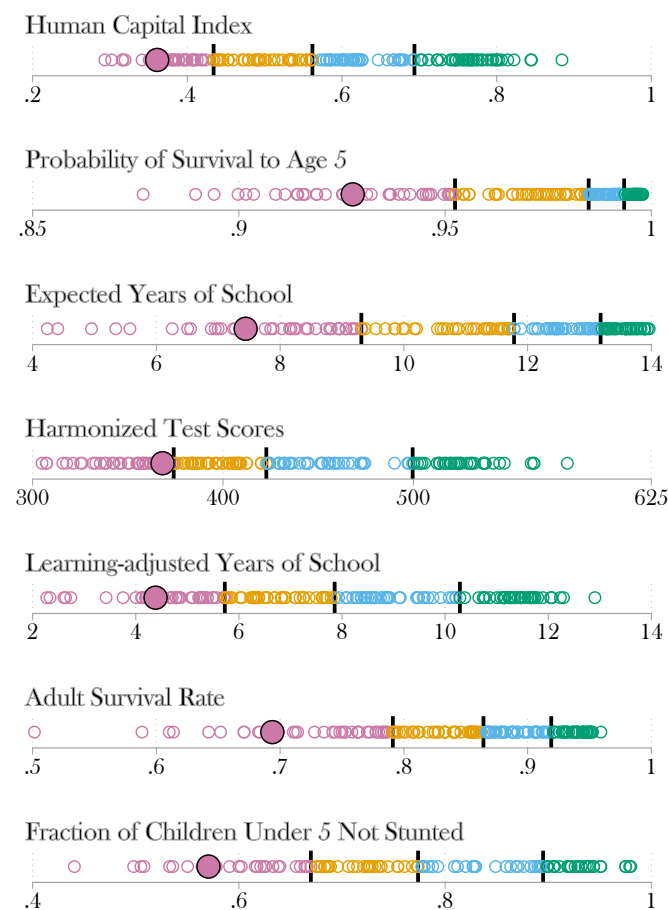 Human Capital Index
.2 .4 .6 .8 1
Probability of Survival to Age 5
.85 .9 .95 1
Expected Years of School
4 6 8 10 12 14
Harmonized Test Scores
300 400 500 625
Learning-adjusted Years of School
2 4 6 8 10 12 14
Adult Survival Rate
.5 .6 .7 .8 .9 1
Fraction of Children Under 5 Not Stunted
.4 .6 .8 1